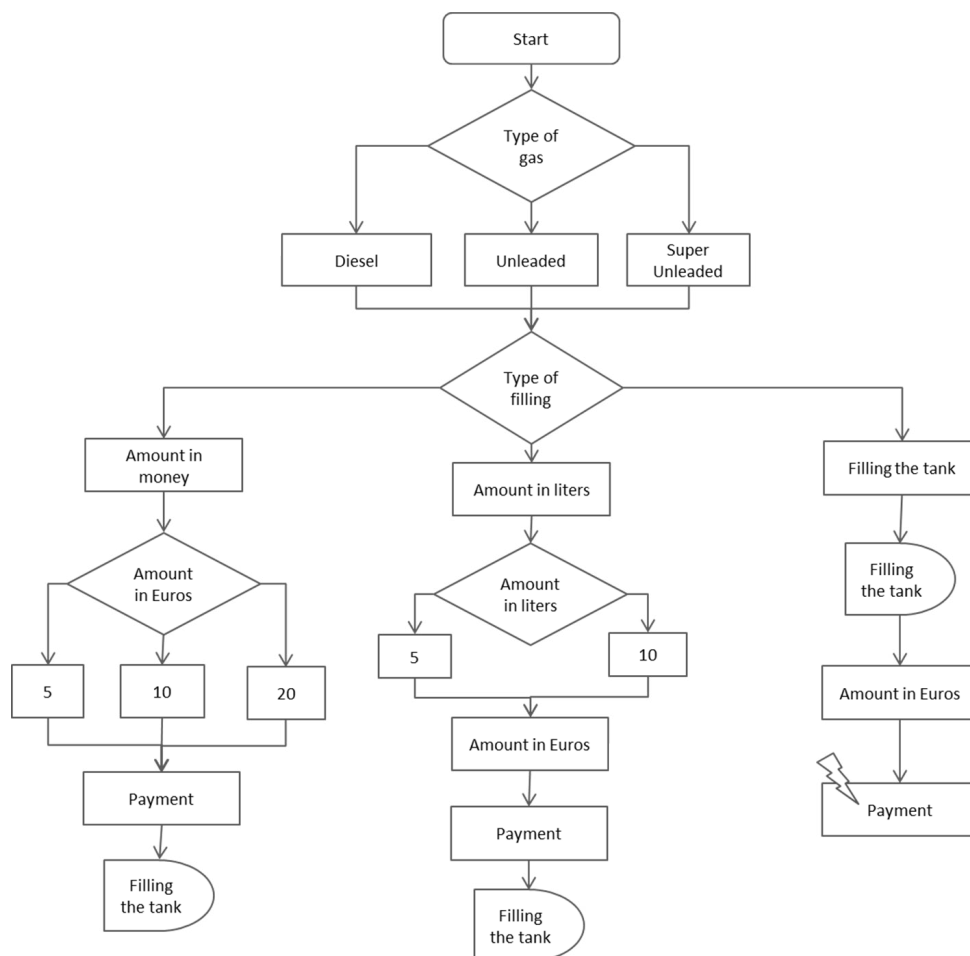 Start
Type of
gas
Diesel
Unleaded
Super
Unleaded
Type of
filling
Amount in
money
Amount
in Euros
5
10
20
Payment
Filling
the tank
Amount in liters
Amount
in liters
5
10
Amount in Euros
Payment
Filling
the tank
Filling the tank
Filling
the tank
Amount in Euros
Payment